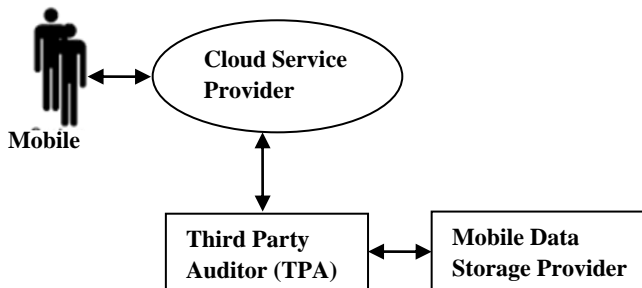 Cloud Service
Provider
Mobile
Third Party
Auditor (TPA)
Mobile Data
Storage Provider